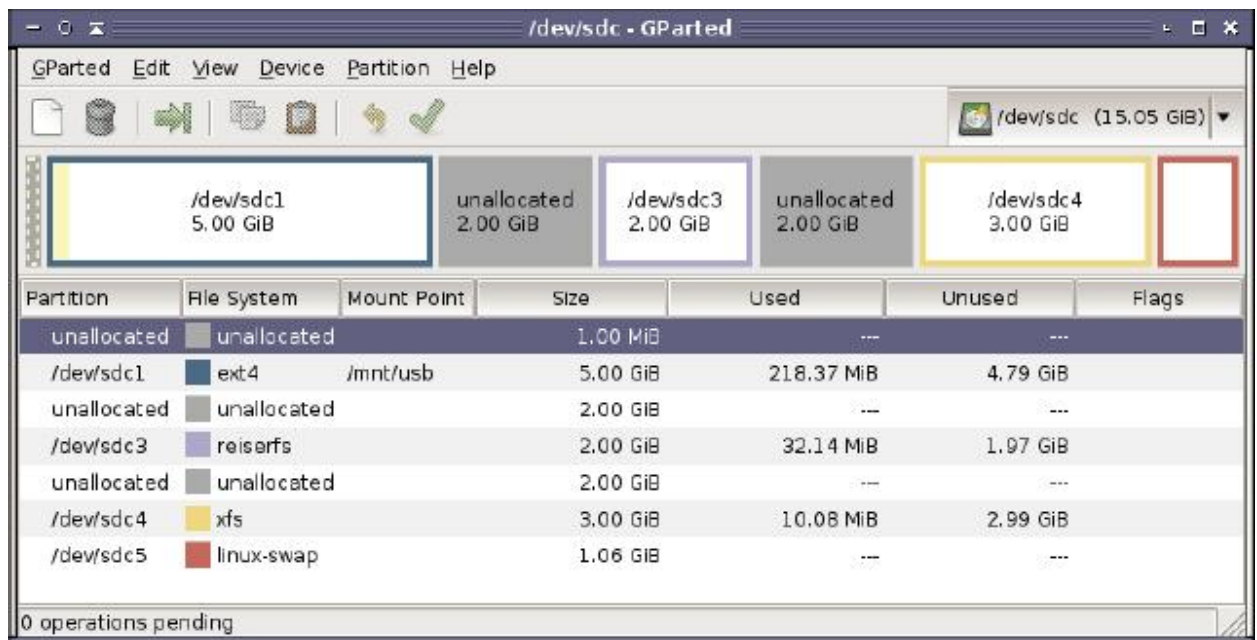 /dev/sdc - GParted
GParted Edit View Device Partition Help
/dev/sdc (15.05 GiB)
/dev/sdc1
5.00 GiB
unallocated
2.00 GiB
/dev/sdc3
2.00 GiB
unallocated
2.00 GiB
/dev/sdc4
3.00 GiB
Partition File System Mount Point Size Used Unused Flags
unallocated unallocated 1.00 MiB --- ---
/dev/sdc1 ext4 /mnt/usb 5.00 GiB 218.37 MiB 4.79 GiB
unallocated unallocated 2.00 GiB --- ---
/dev/sdc3 reiserfs 2.00 GiB 32.14 MiB 1.97 GiB
unallocated unallocated 2.00 GiB --- ---
/dev/sdc4 xfs 3.00 GiB 10.08 MiB 2.99 GiB
/dev/sdc5 linux-swap 1.06 GiB --- ---
0 operations pending